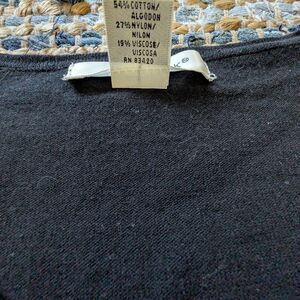 54% COTTON/
ALGODON
27% NYLON/
NILON
19% VISCOSE/
VISCOSA
RN 83420